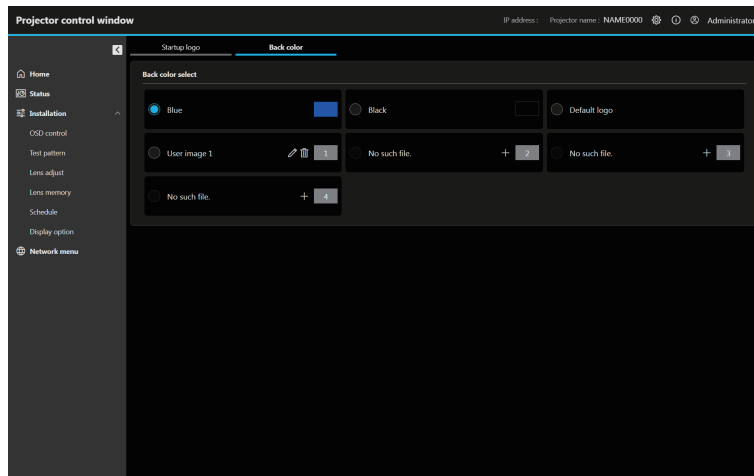 Projector control window
IP address : Projector name : NAME0000 Administrator
Startup logo Back color
Home
Status
Installation
OSD control
Test pattern
Lens adjust
Lens memory
Schedule
Display option
Network menu
Back color select
Blue
Black
Default logo
User image 1 1
No such file. 2
No such file. 3
No such file. 4